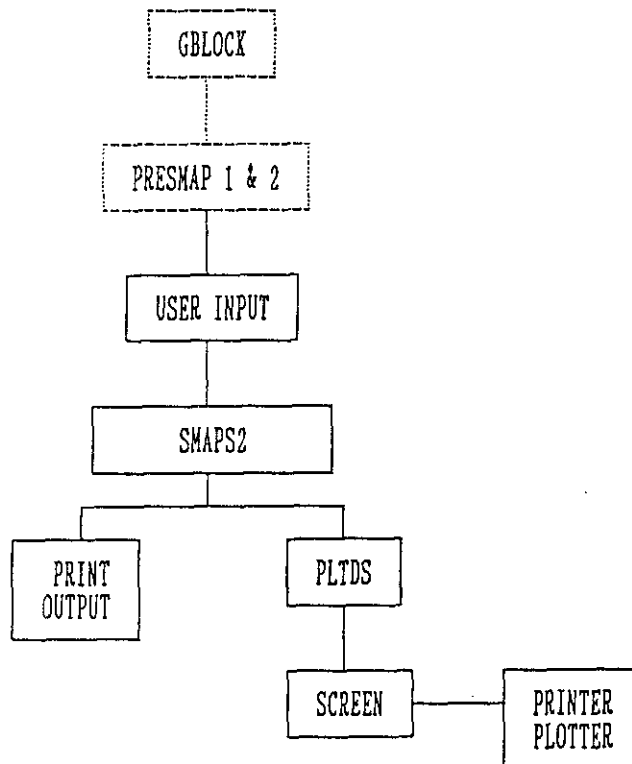 GBLOCK
PRESMAP 1 & 2
USER INPUT
SMAPS2
PRINT
OUTPUT
PLTDS
SCREEN
PRINTER
PLOTTER